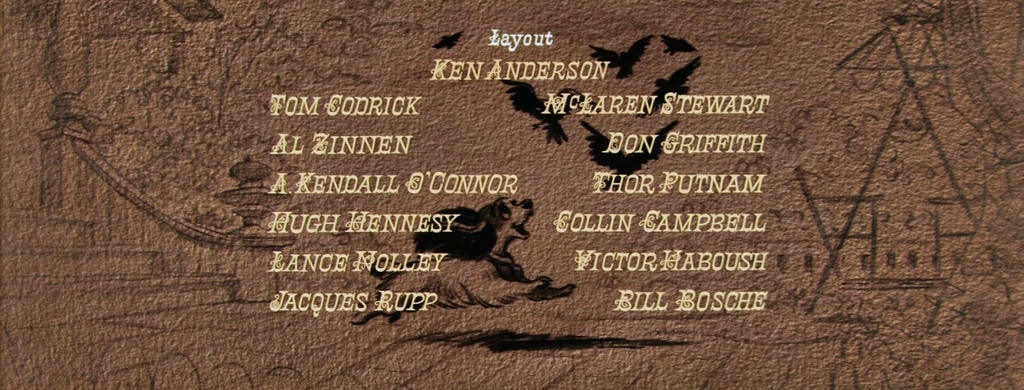 Layout
KEN ANDERSON
TOM CODRICK McLAREN STEWART
AL ZINNEN DON GRIFFITH
A KENDALL O'CONNOR THOR PUTNAM
HUGH HENNESY COLLIN CAMPBELL
LANCE NOLLEY VICTOR HABOUSH
JACQUES RUPP BILL BOSCHE